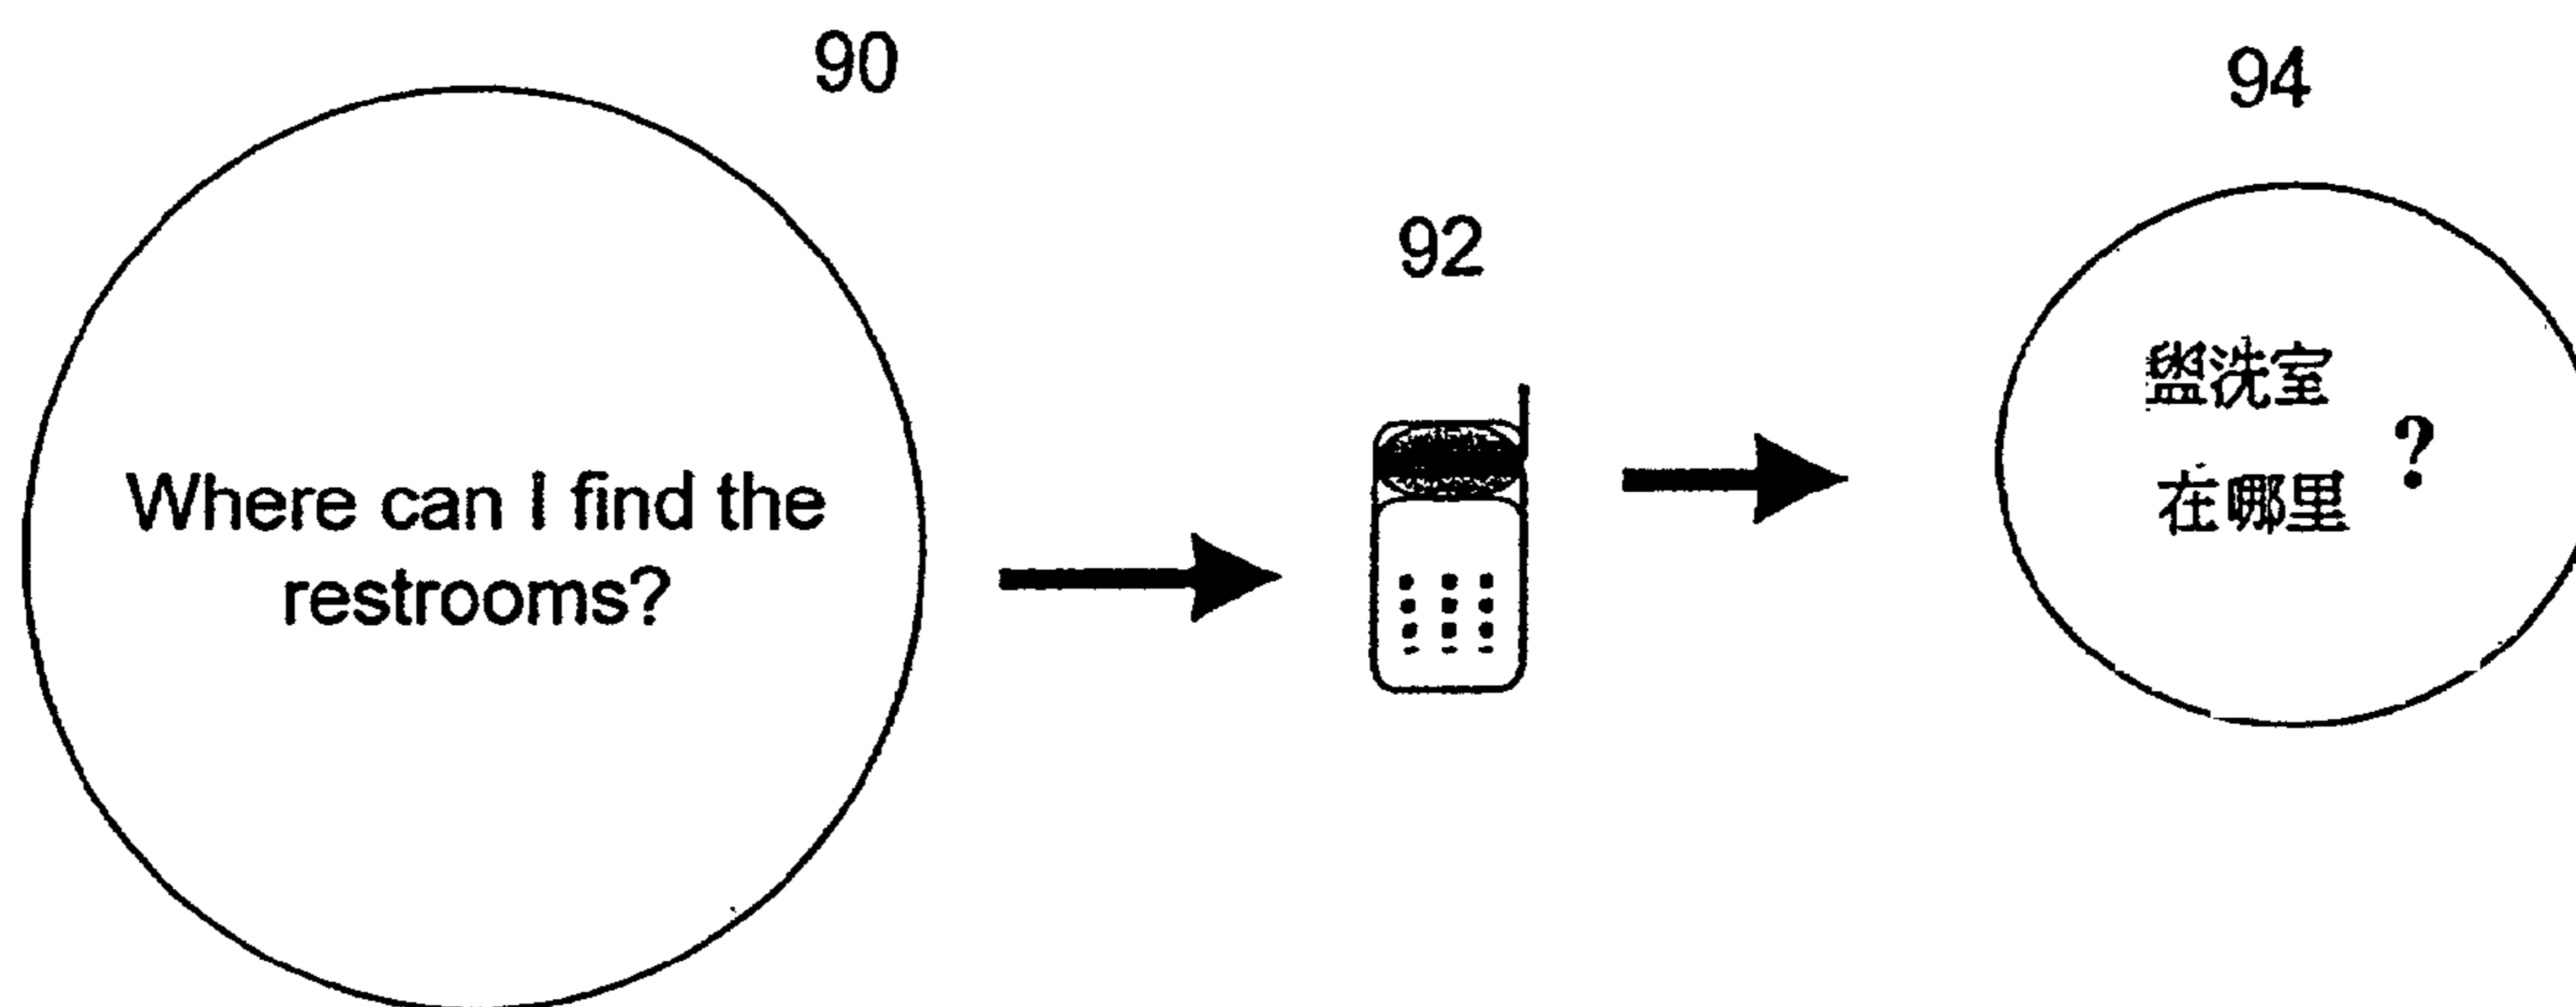 90
Where can I find the
restrooms?
92
94
盥洗室
在哪里
?